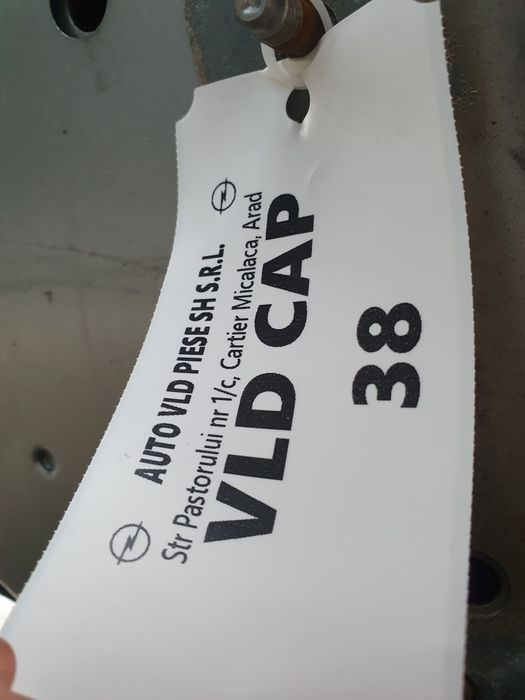 AUTO VLD PIESE SH S.R.L.
Str Pastorului nr 1/c, Cartier Micalaca, Arad
VLD CAP
38